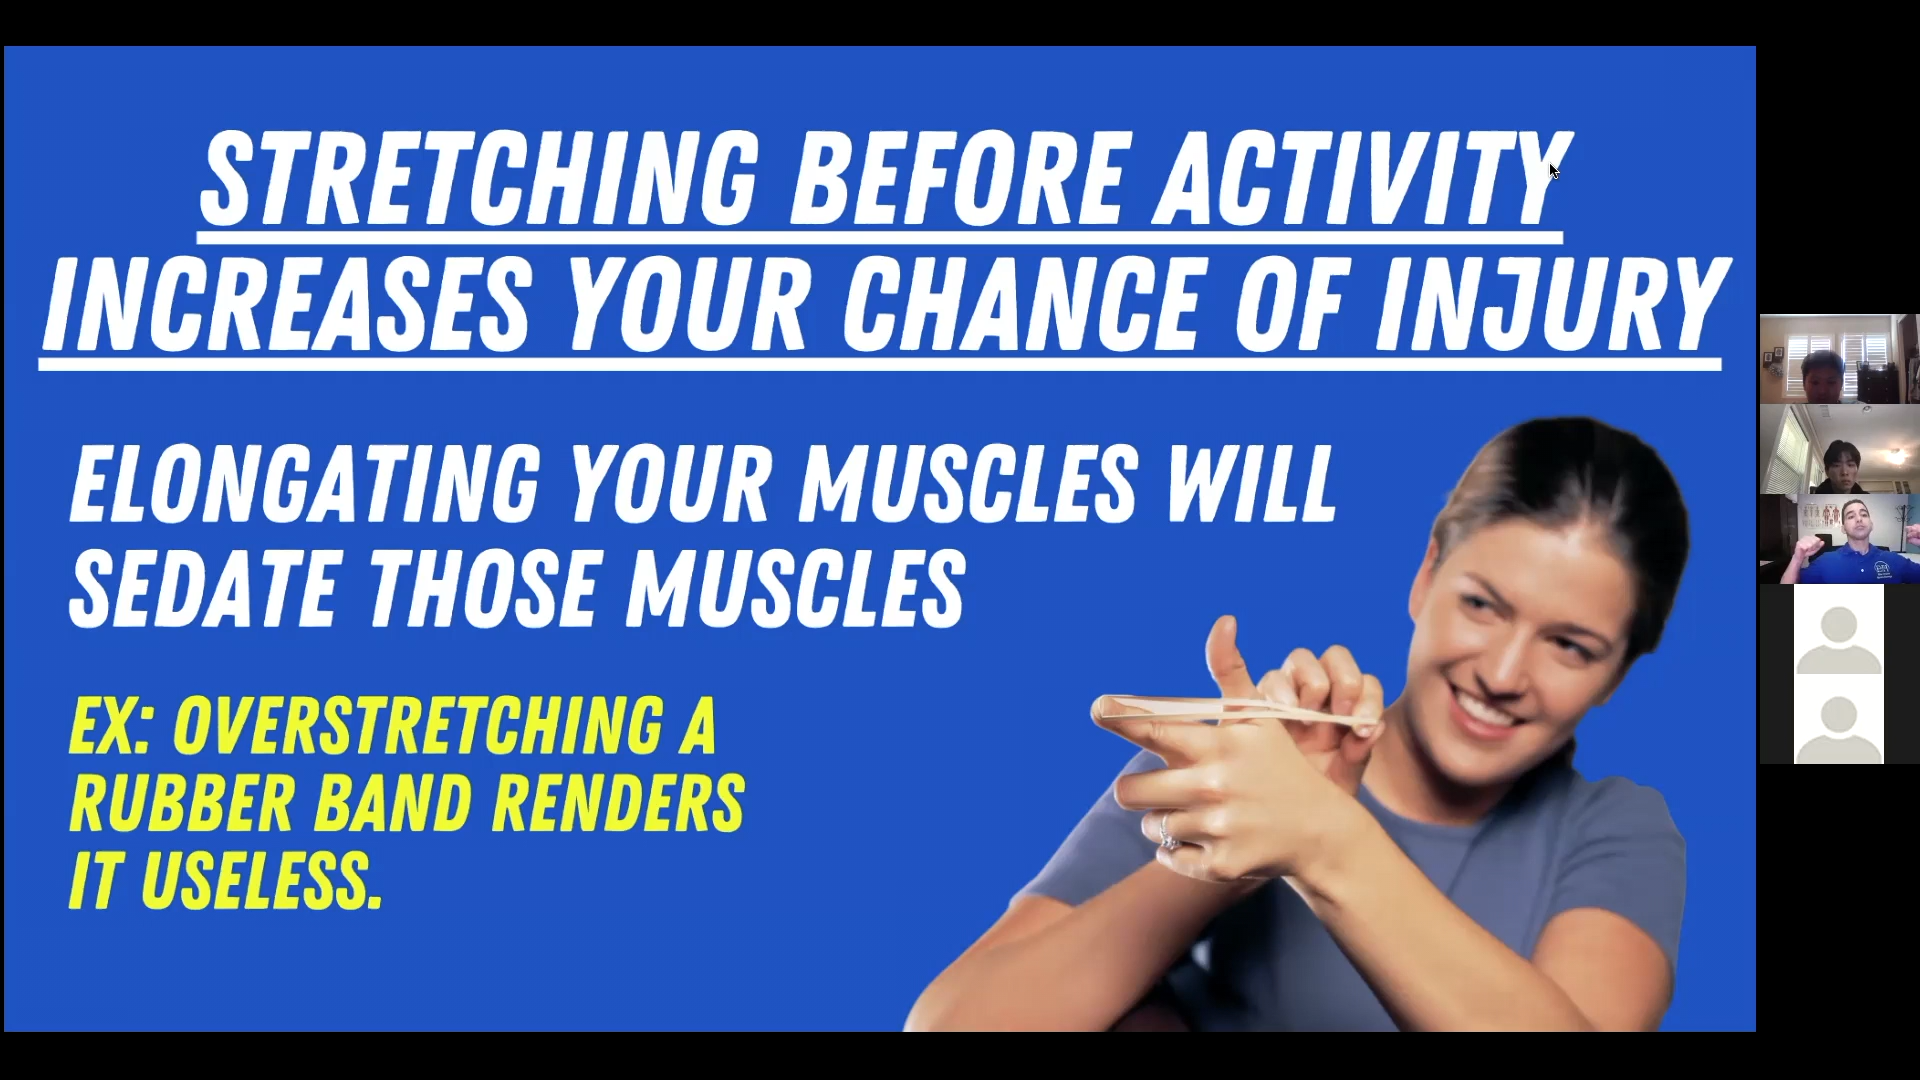 STRETCHING BEFORE ACTIVITY
INCREASES YOUR CHANCE OF INJURY
ELONGATING YOUR MUSCLES WILL
SEDATE THOSE MUSCLES
EX: OVERSTRETCHING A
RUBBER BAND RENDERS
IT USELESS.